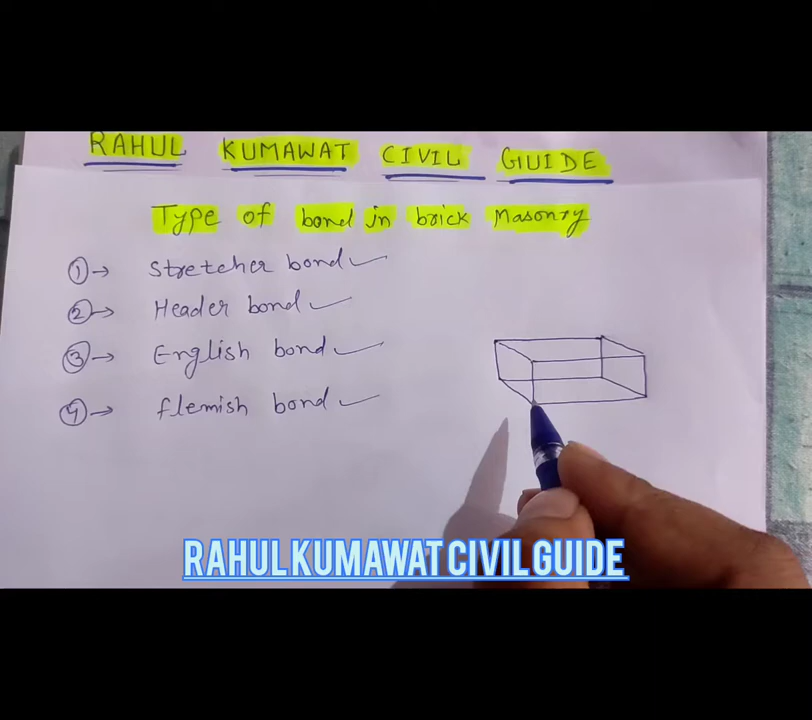 RAHUL KUMAWAT CIVIL GUIDE
Type of bond in brick Masonry
①→ Stretcher bond ✓
②→ Header bond ✓
③→ English bond ✓
④→ flemish bond ✓
RAHUL KUMAWAT CIVIL GUIDE